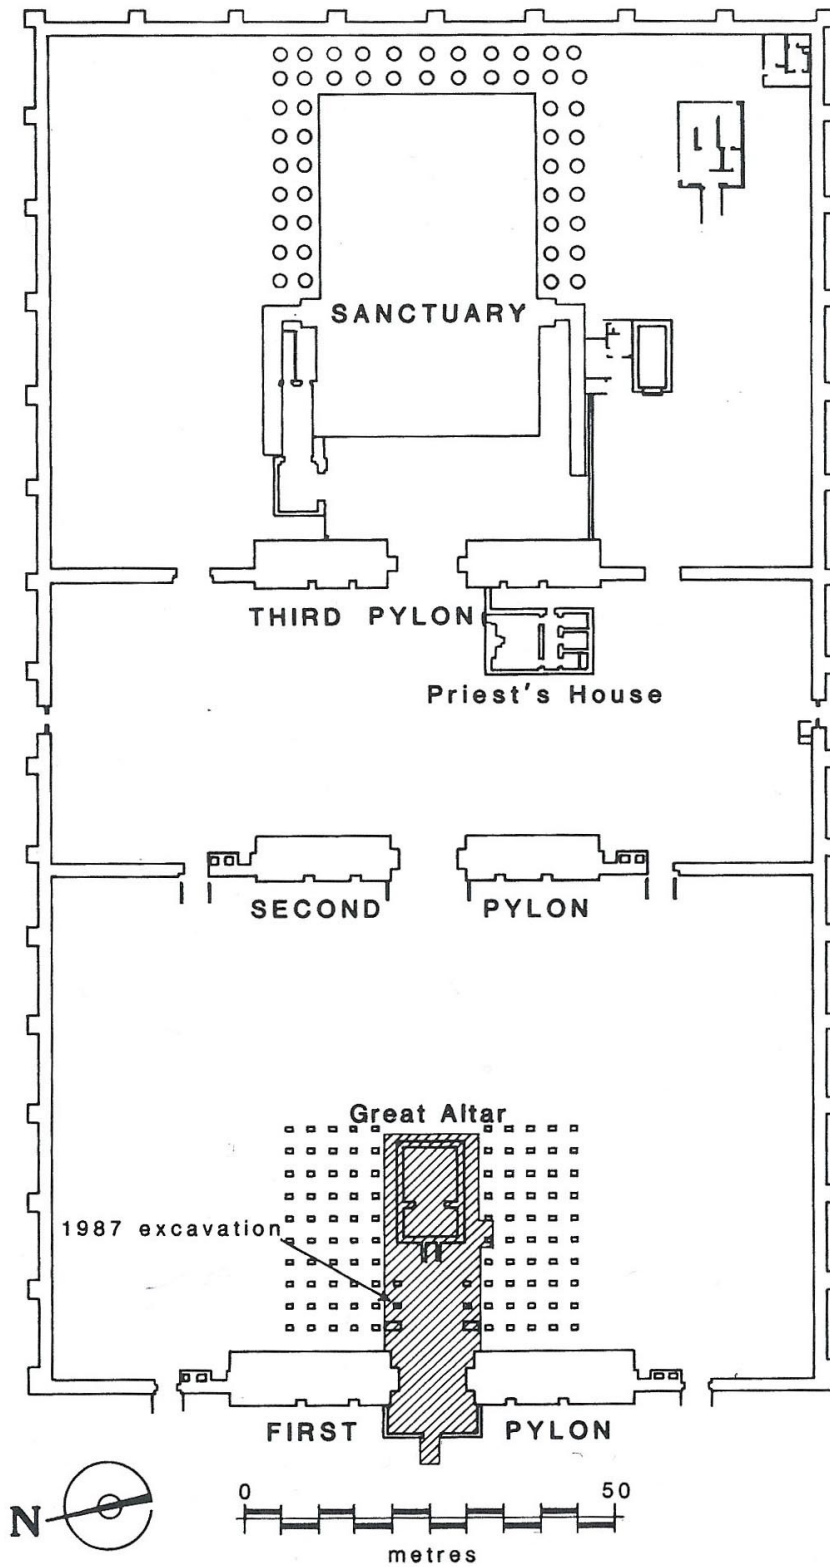 SANCTUARY
THIRD PYLON
Priest's House
SECOND PYLON
Great Altar
1987 excavation
FIRST PYLON
N
0 50
metres